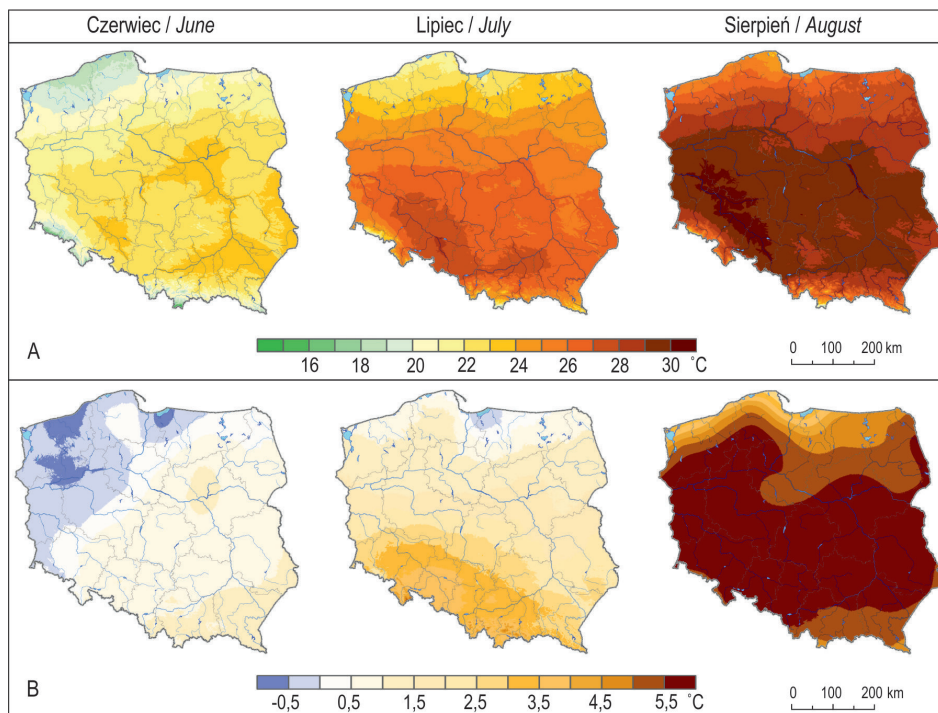 Czerwiec / June Lipiec / July Sierpień / August
A
16 18 20 22 24 26 28 30 °C
0 100 200 km
B
-0,5 0,5 1,5 2,5 3,5 4,5 5,5 °C
0 100 200 km